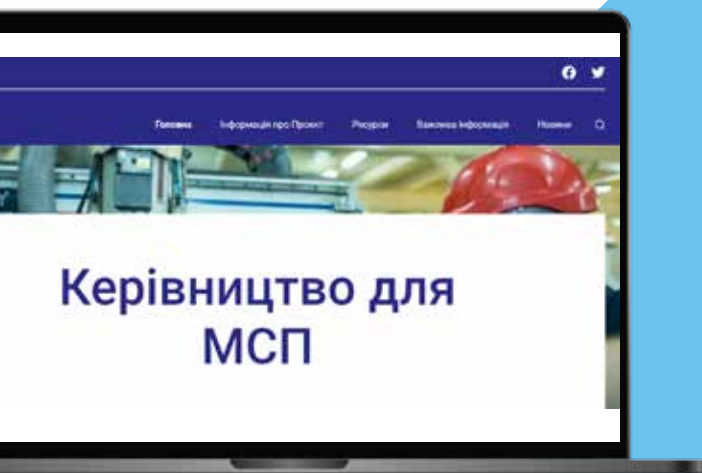 Головна Інформація про Проєкт Ресурси Важлива Інформація Новини
Керівництво для
МСП